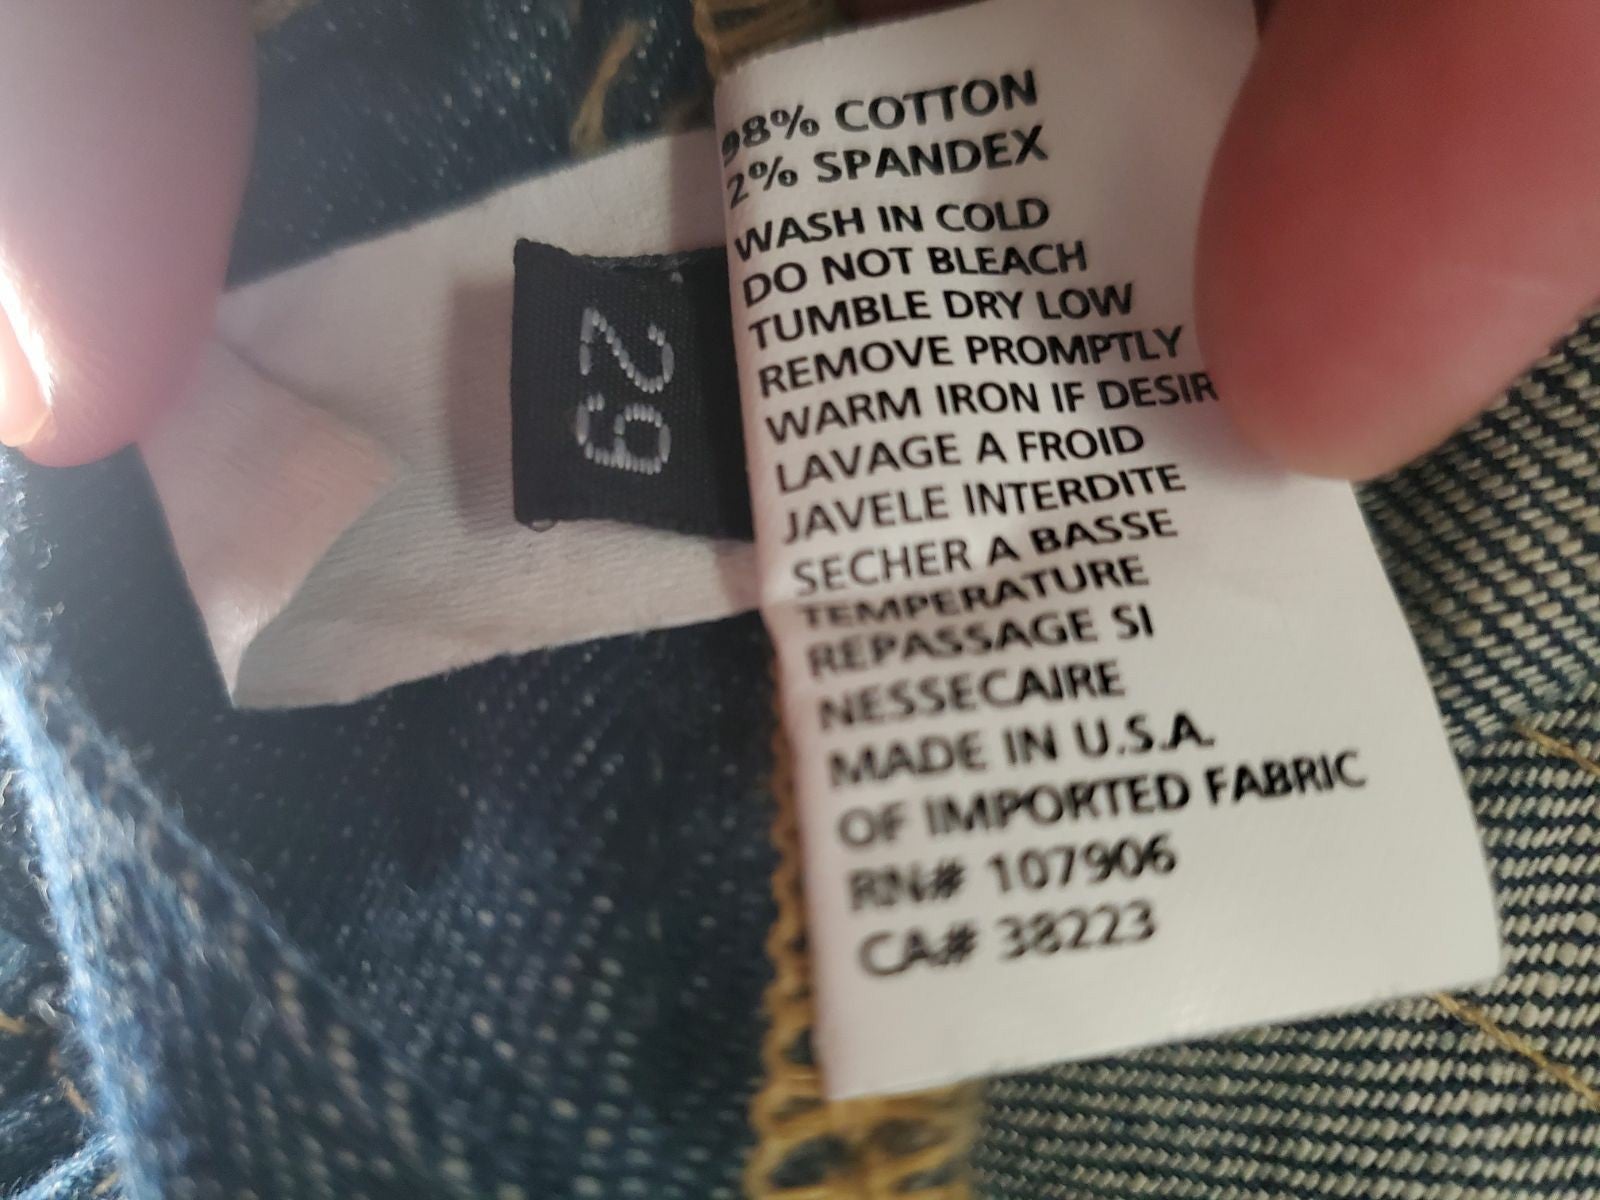 29
98% COTTON
2% SPANDEX
WASH IN COLD
DO NOT BLEACH
TUMBLE DRY LOW
REMOVE PROMPTLY
WARM IRON IF DESIR
LAVAGE A FROID
JAVELE INTERDITE
SECHER A BASSE
TEMPERATURE
REPASSAGE SI
NESSECAIRE
MADE IN U.S.A.
OF IMPORTED FABRIC
RN# 107906
CA# 38223